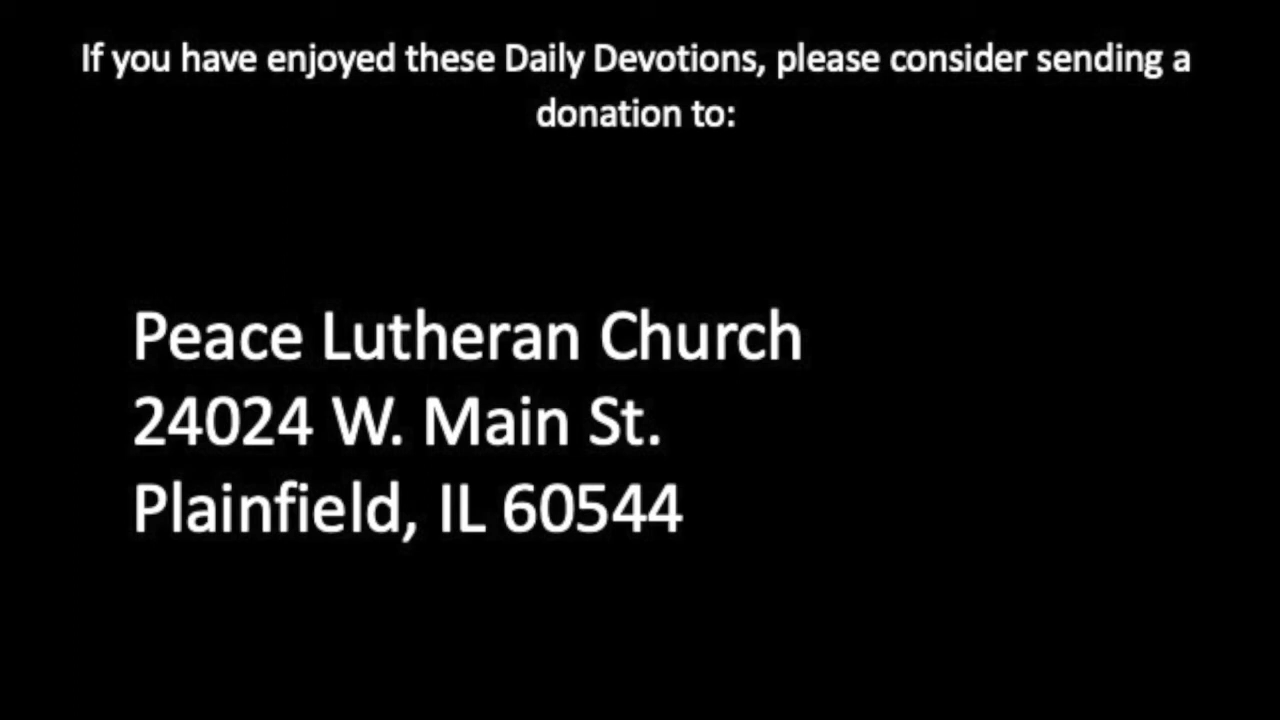 If you have enjoyed these Daily Devotions, please consider sending a
donation to:
Peace Lutheran Church
24024 W. Main St.
Plainfield, IL 60544